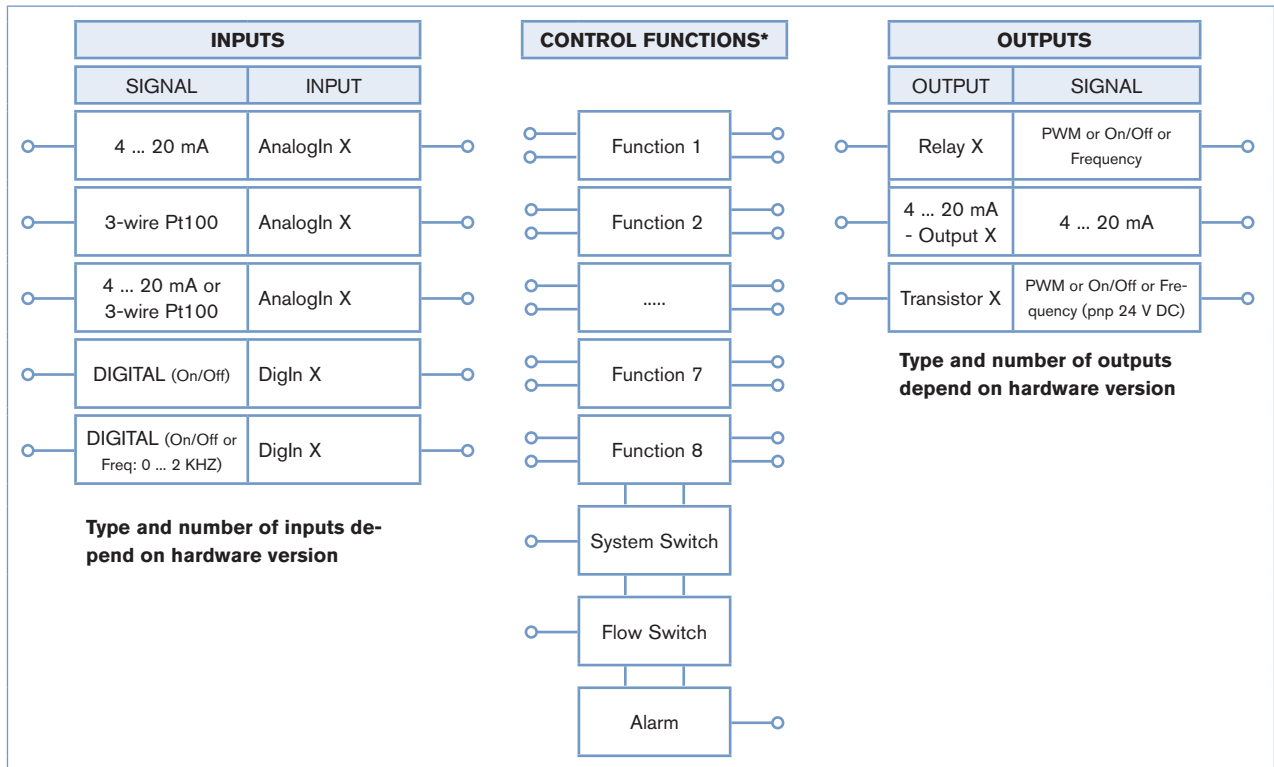 INPUTS
SIGNAL
INPUT
4 ... 20 mA
AnalogIn X
3-wire Pt100
AnalogIn X
4 ... 20 mA or
3-wire Pt100
AnalogIn X
DIGITAL (On/Off)
DigIn X
DIGITAL (On/Off or
Freq: 0 ... 2 KHZ)
DigIn X
Type and number of inputs de-
pend on hardware version
CONTROL FUNCTIONS*
Function 1
Function 2
.....
Function 7
Function 8
System Switch
Flow Switch
Alarm
OUTPUTS
OUTPUT
SIGNAL
Relay X
PWM or On/Off or
Frequency
4 ... 20 mA
- Output X
4 ... 20 mA
Transistor X
PWM or On/Off or Fre-
quency (pnp 24 V DC)
Type and number of outputs
depend on hardware version